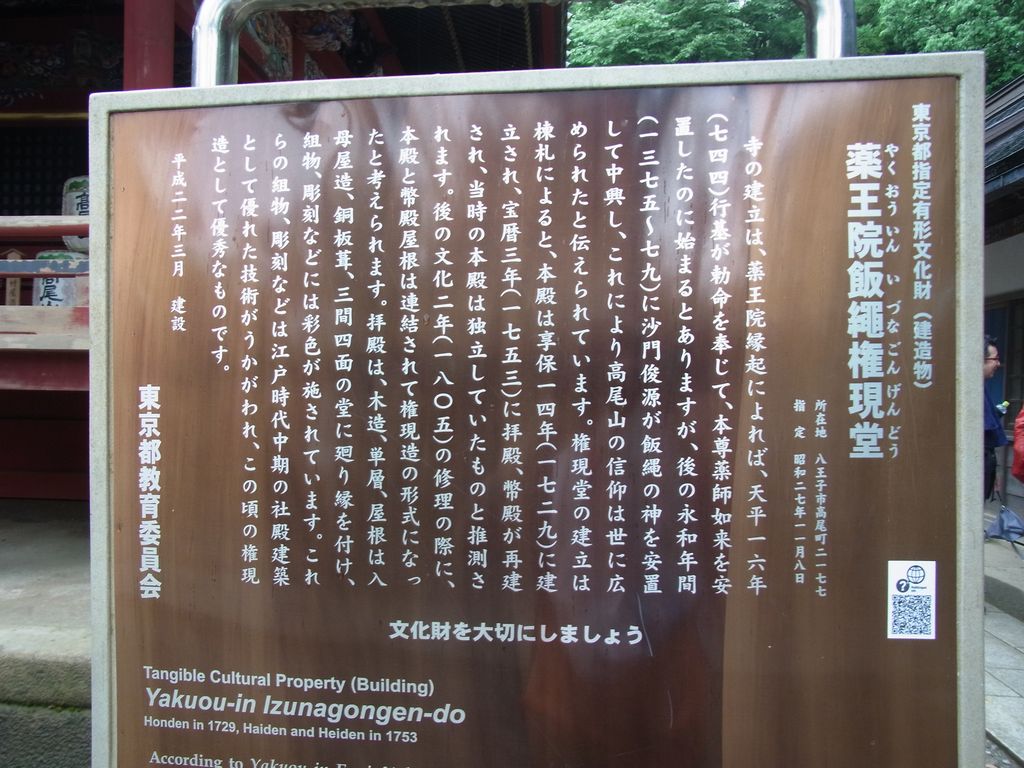 東京都指定有形文化財（建造物）
やくおういん いづなごんげんどう
薬王院飯縄権現堂
所在地 八王子市高尾町二一七七
指 定 昭和二七年一一月八日
寺の建立は、薬王院縁起によれば、天平一六年
（七四四）行基が勅命を奉じて、本尊薬師如来を安
置したのに始まるとありますが、後の永和年間
（一三七五～七九）に沙門俊源が飯縄の神を安置
して中興し、これにより高尾山の信仰は世に広
められたと伝えられています。権現堂の建立は
棟札によると、本殿は享保一四年（一七二九）に建
立され、宝暦三年（一七五三）に拝殿、幣殿が再建
され、当時の本殿は独立していたものと推測さ
れます。後の文化二年（一八〇五）の修理の際に、
本殿と幣殿屋根は連結されて権現造の形式になっ
たと考えられます。拝殿は、木造、単層、屋根は入
母屋造、銅板葺、三間四面の堂に廻り縁を付け、
組物、彫刻などには彩色が施されています。これ
らの組物、彫刻などは江戸時代中期の社殿建築
として優れた技術がうかがわれ、この頃の権現
造として優秀なものです。
平成二二年三月 建設
東京都教育委員会
文化財を大切にしましょう
Tangible Cultural Property (Building)
Yakuou-in Izunagongen-do
Honden in 1729, Haiden and Heiden in 1753
According to Yakuou-in